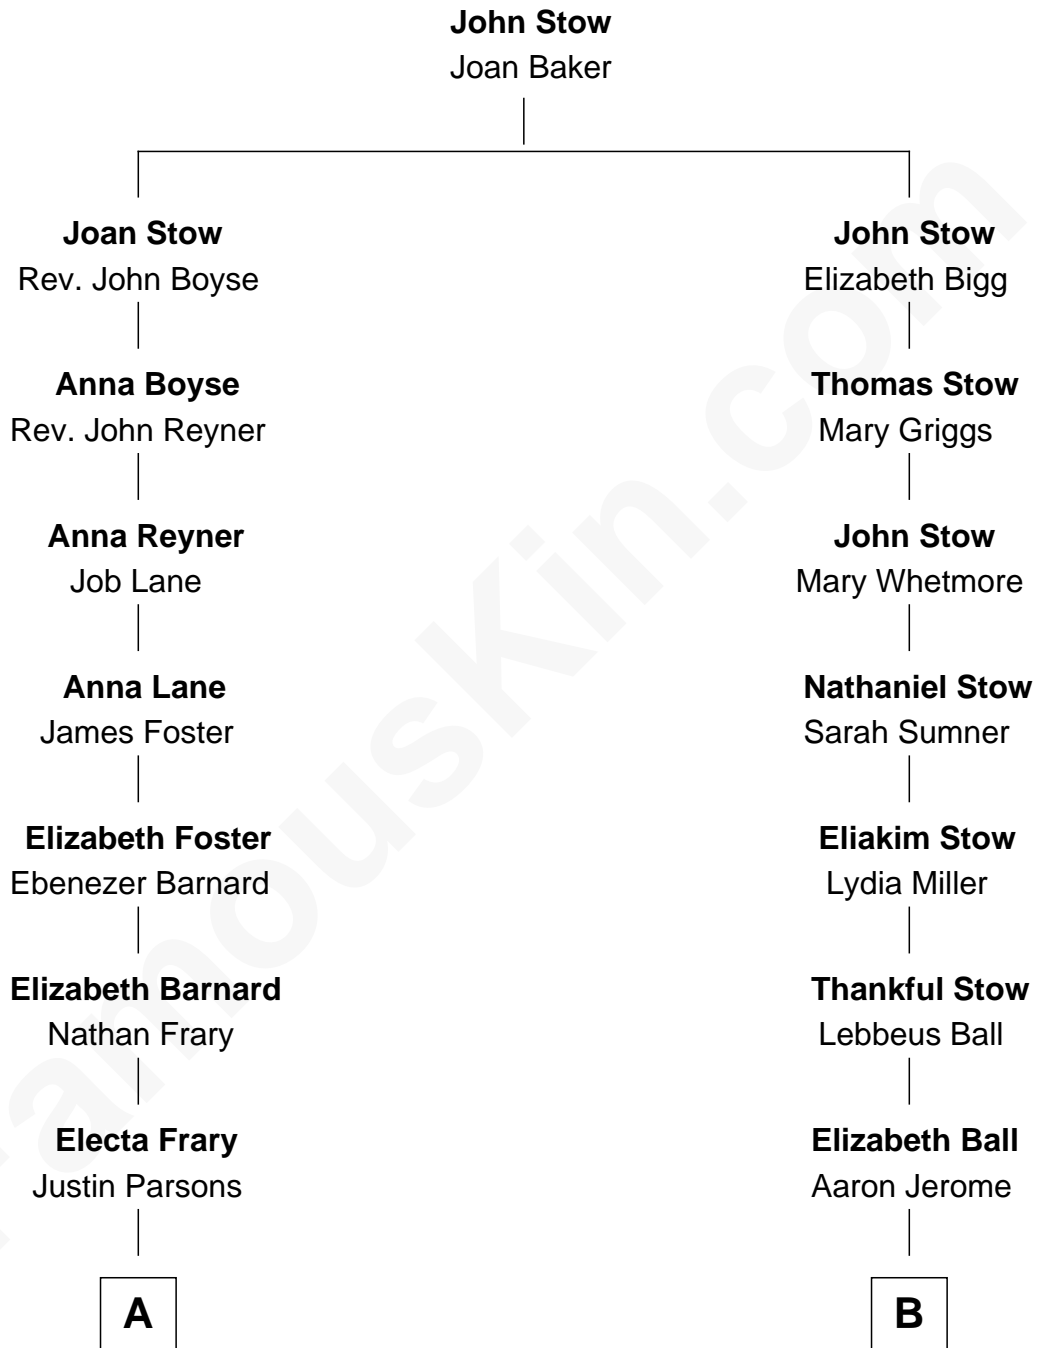 John Stow
Joan Baker
Joan Stow
Rev. John Boyse
John Stow
Elizabeth Bigg
Anna Boyse
Rev. John Reyner
Thomas Stow
Mary Griggs
Anna Reyner
Job Lane
John Stow
Mary Whetmore
Anna Lane
James Foster
Nathaniel Stow
Sarah Sumner
Elizabeth Foster
Ebenezer Barnard
Eliakim Stow
Lydia Miller
Elizabeth Barnard
Nathan Frary
Thankful Stow
Lebbeus Ball
Electa Frary
Justin Parsons
Elizabeth Ball
Aaron Jerome
A
B
FamousKin.com